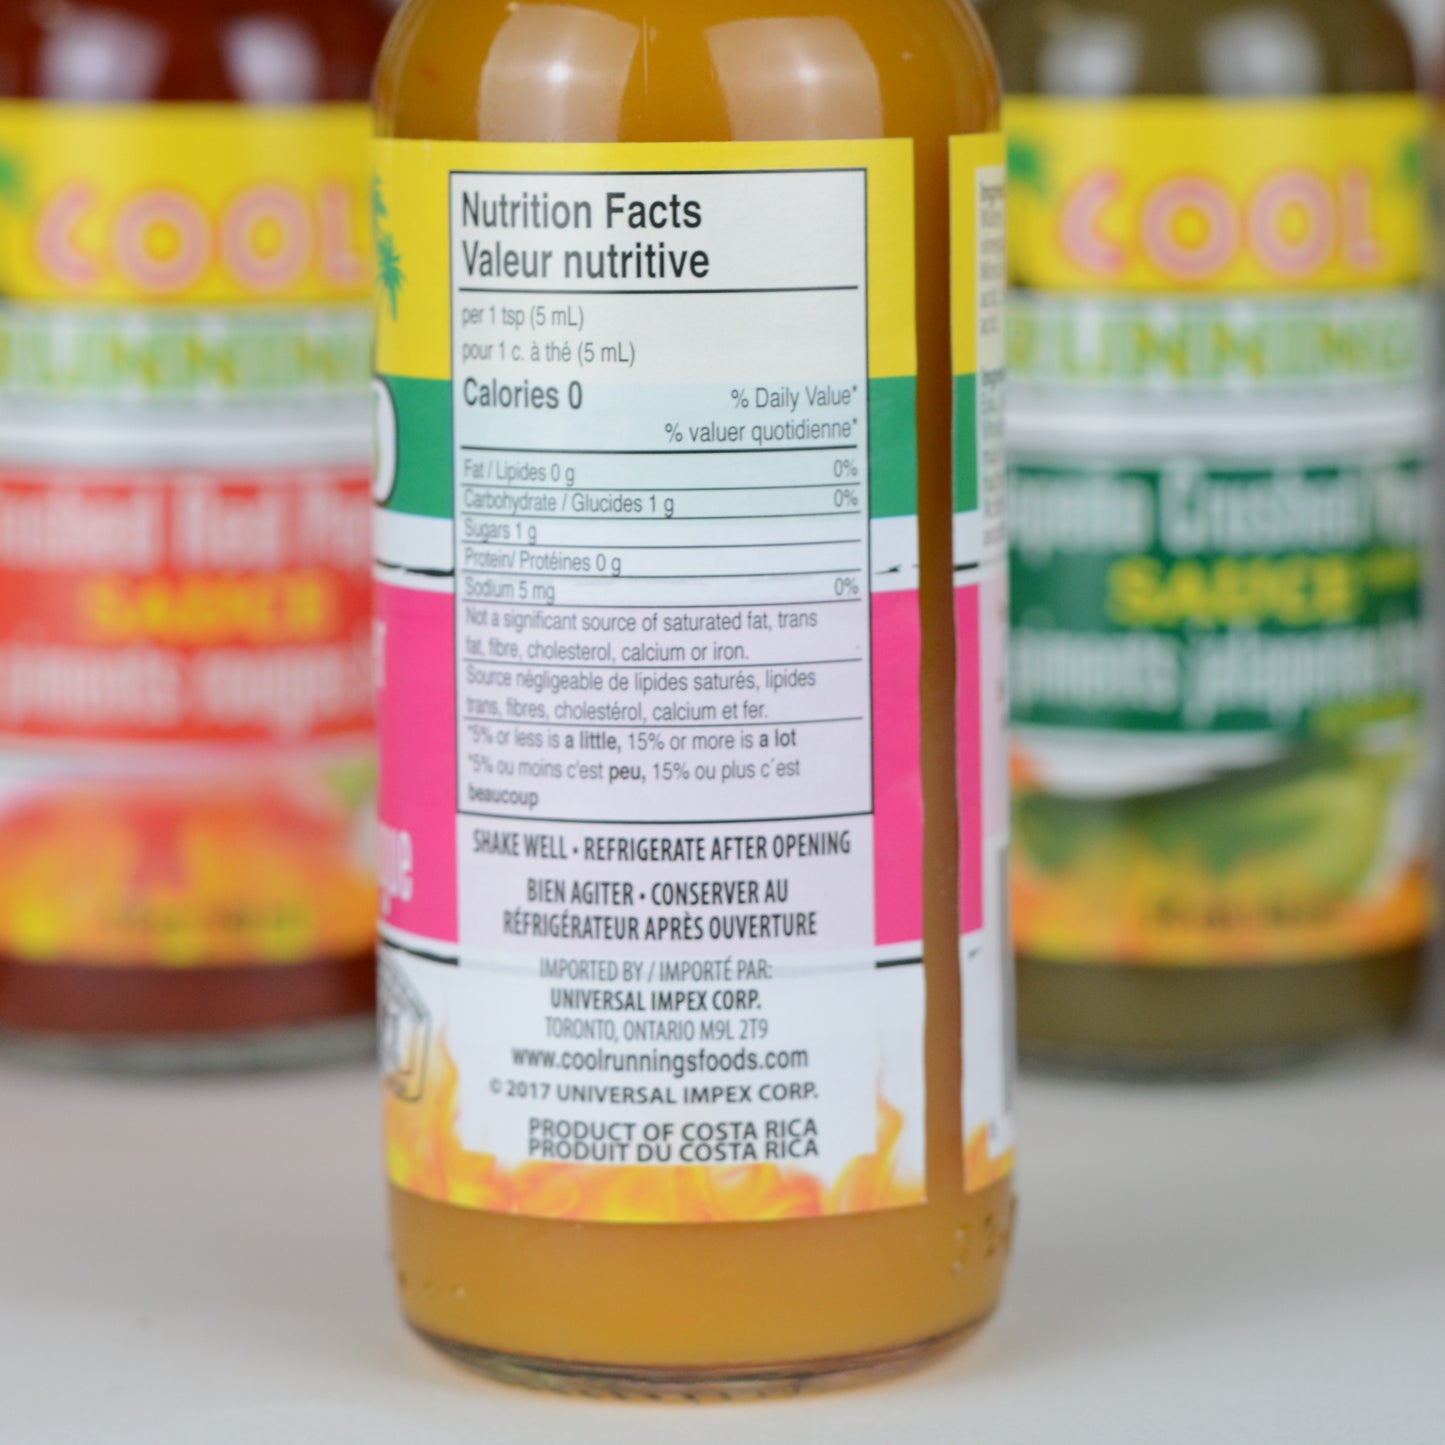 Nutrition Facts
Valeur nutritive
per 1 tsp (5 mL)
pour 1 c. à thé (5 mL)
Calories 0
% Daily Value*
% valuer quotidienne*
Fat / Lipides 0 g 0%
Carbohydrate / Glucides 1 g 0%
Sugars 1 g
Protein/ Protéines 0 g
Sodium 5 mg 0%
Not a significant source of saturated fat, trans
fat, fibre, cholesterol, calcium or iron.
Source négligeable de lipides saturés, lipides
trans, fibres, cholestérol, calcium et fer.
*5% or less is a little, 15% or more is a lot
*5% ou moins c'est peu, 15% ou plus c´est
beaucoup
SHAKE WELL • REFRIGERATE AFTER OPENING
BIEN AGITER • CONSERVER AU
RÉFRIGÉRATEUR APRÈS OUVERTURE
IMPORTED BY / IMPORTÉ PAR:
UNIVERSAL IMPEX CORP.
TORONTO, ONTARIO M9L 2T9
www.coolrunningsfoods.com
© 2017 UNIVERSAL IMPEX CORP.
PRODUCT OF COSTA RICA
PRODUIT DU COSTA RICA
COOL
RUNNING
SAUCE
COOL
RUNNING
Crushed
SAUCE